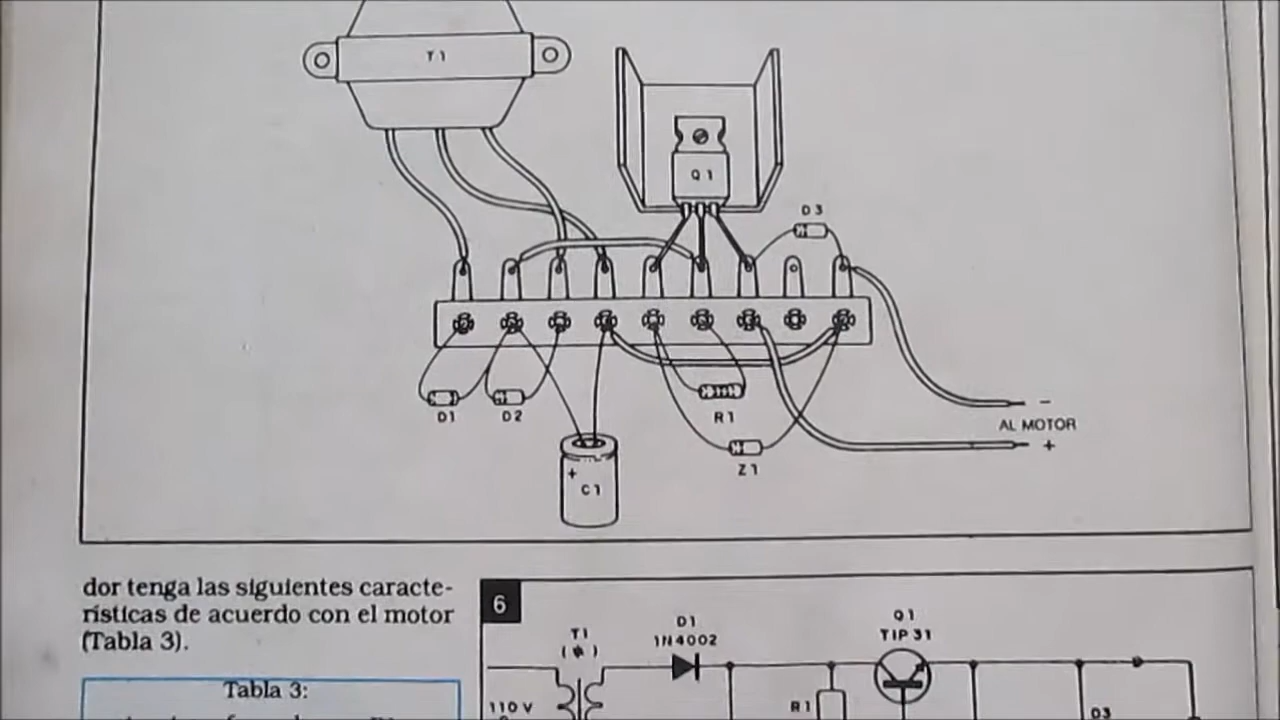 T1
Q1
D3
D1
D2
R1
Z1
+
C1
−
AL MOTOR
+
dor tenga las siguientes caracte-
rísticas de acuerdo con el motor
(Tabla 3).
Tabla 3:
6
T1
(*)
D1
1N4002
Q1
TIP 31
110 V
R1
D3